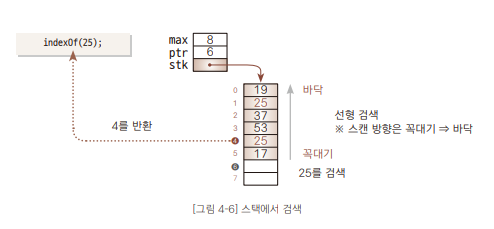 indexOf(25);
max 8
ptr 6
stk
0 19 바닥
1 25
2 37
3 53
4 25
5 17 꼭대기
6
7
4를 반환
선형 검색
※ 스캔 방향은 꼭대기 ⇒ 바닥
25를 검색
[그림 4-6] 스택에서 검색